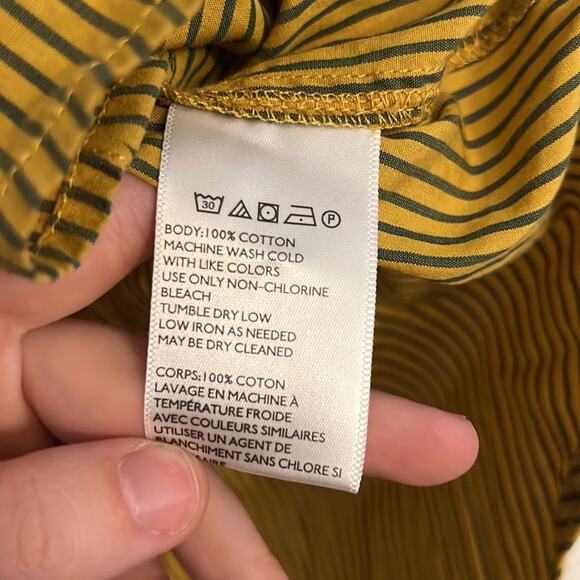 30 P
BODY:100% COTTON
MACHINE WASH COLD
WITH LIKE COLORS
USE ONLY NON-CHLORINE
BLEACH
TUMBLE DRY LOW
LOW IRON AS NEEDED
MAY BE DRY CLEANED
CORPS:100% COTON
LAVAGE EN MACHINE À
TEMPÉRATURE FROIDE
AVEC COULEURS SIMILAIRES
UTILISER UN AGENT DE
BLANCHIMENT SANS CHLORE SI